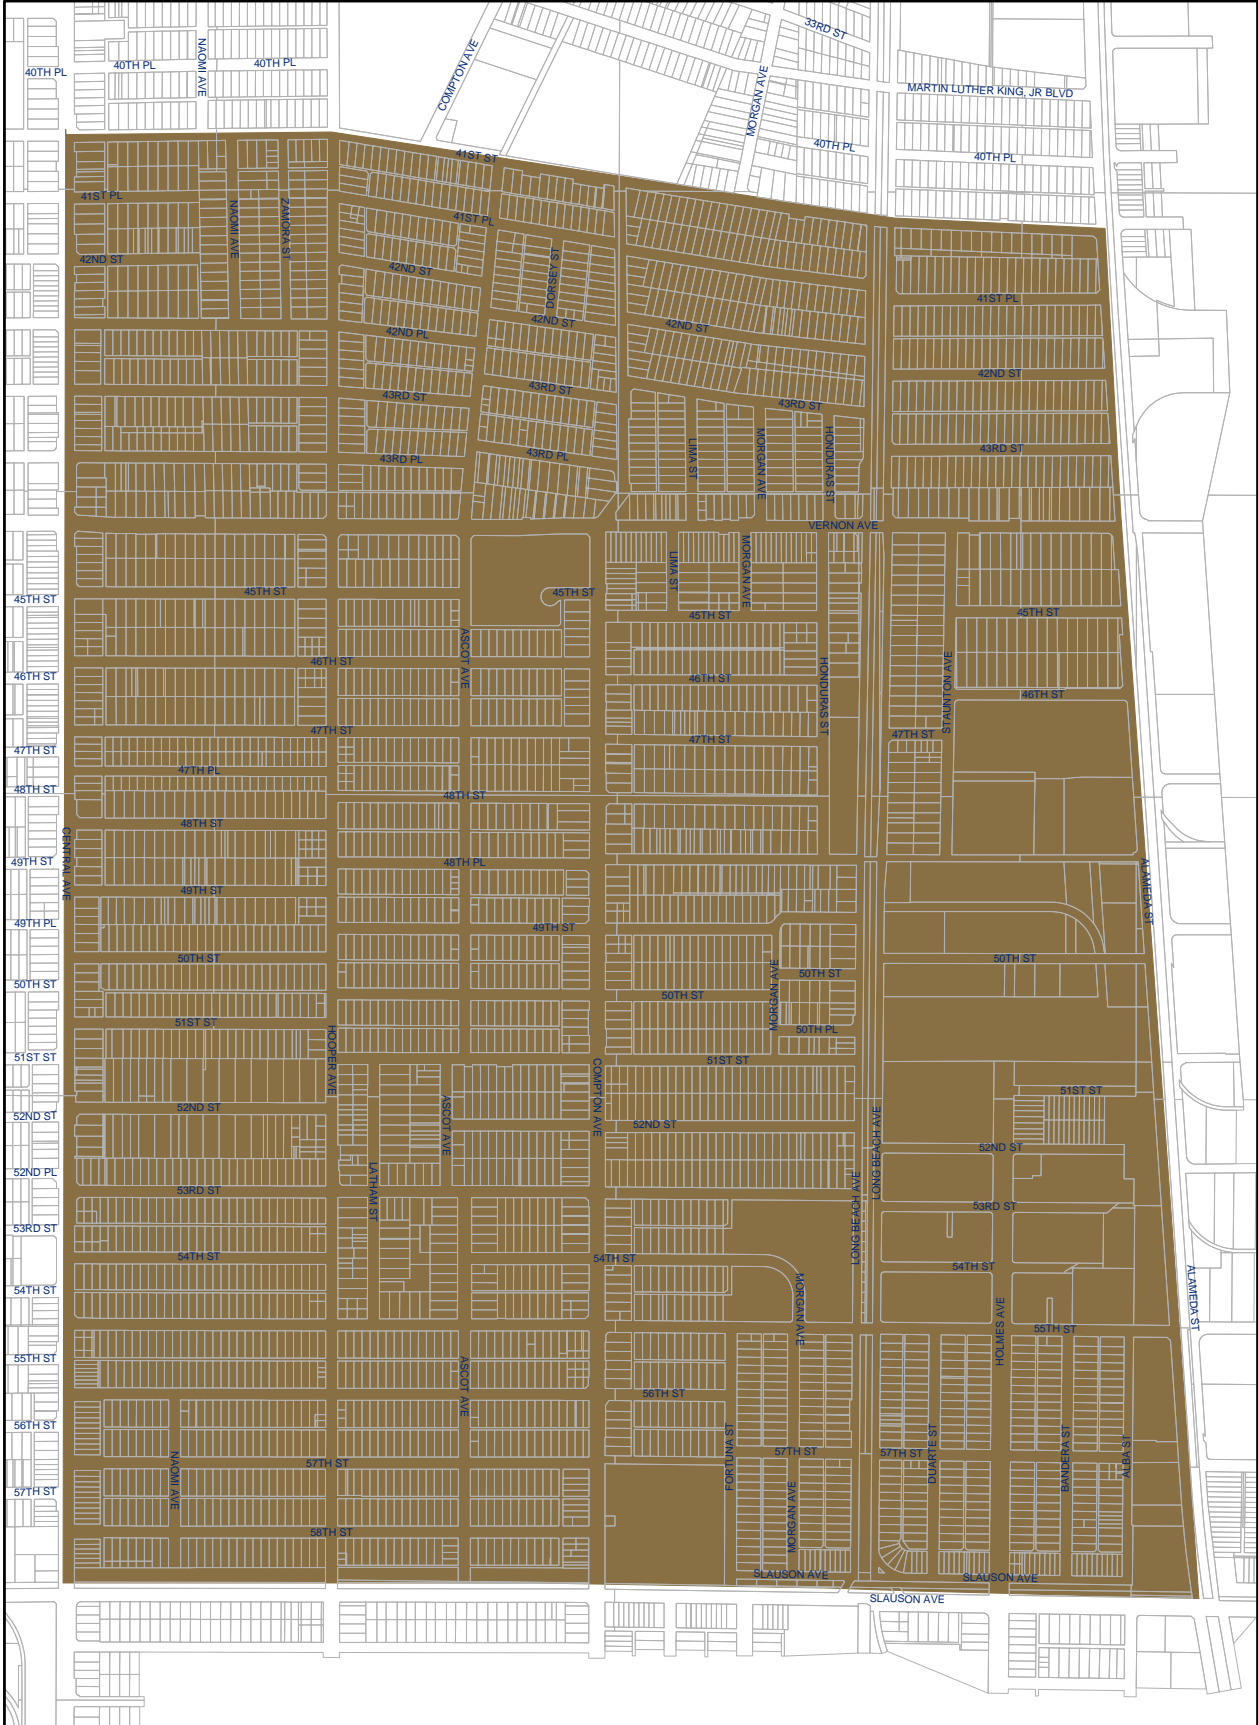 33RD ST
NAOMI AVE
COMPTON AVE
40TH PL
40TH PL
40TH PL
MORGAN AVE
MARTIN LUTHER KING, JR BLVD
40TH PL
40TH PL
41ST ST
41ST PL
NAOMI AVE
ZAMORA ST
41ST PL
42ND ST
42ND ST
DORSEY ST
41ST PL
42ND PL
42ND ST
42ND ST
42ND ST
43RD ST
43RD ST
43RD ST
43RD ST
43RD PL
43RD PL
LIMA ST
MORGAN AVE
HONDURAS ST
VERNON AVE
45TH ST
45TH ST
45TH ST
LIMA ST
MORGAN AVE
45TH ST
45TH ST
46TH ST
46TH ST
ASCOT AVE
46TH ST
HONDURAS ST
STAUNTON AVE
46TH ST
47TH ST
47TH ST
47TH ST
47TH ST
47TH PL
48TH ST
48TH ST
48TH ST
CENTRAL AVE
49TH ST
48TH PL
49TH ST
ALAMEDA ST
49TH PL
49TH ST
50TH ST
50TH ST
50TH ST
50TH ST
50TH ST
MORGAN AVE
51ST ST
50TH PL
HOOPER AVE
51ST ST
51ST ST
COMPTON AVE
51ST ST
52ND ST
52ND ST
ASCOT AVE
52ND ST
LONG BEACH AVE
52ND ST
52ND PL
53RD ST
LATHAM ST
LONG BEACH AVE
53RD ST
53RD ST
54TH ST
54TH ST
54TH ST
54TH ST
MORGAN AVE
ALAMEDA ST
HOLMES AVE
55TH ST
55TH ST
ASCOT AVE
56TH ST
56TH ST
57TH ST
NAOMI AVE
57TH ST
FORTUNA ST
57TH ST
57TH ST
DUARTE ST
BANDERA ST
ALBA ST
MORGAN AVE
58TH ST
SLAUSON AVE
SLAUSON AVE
SLAUSON AVE